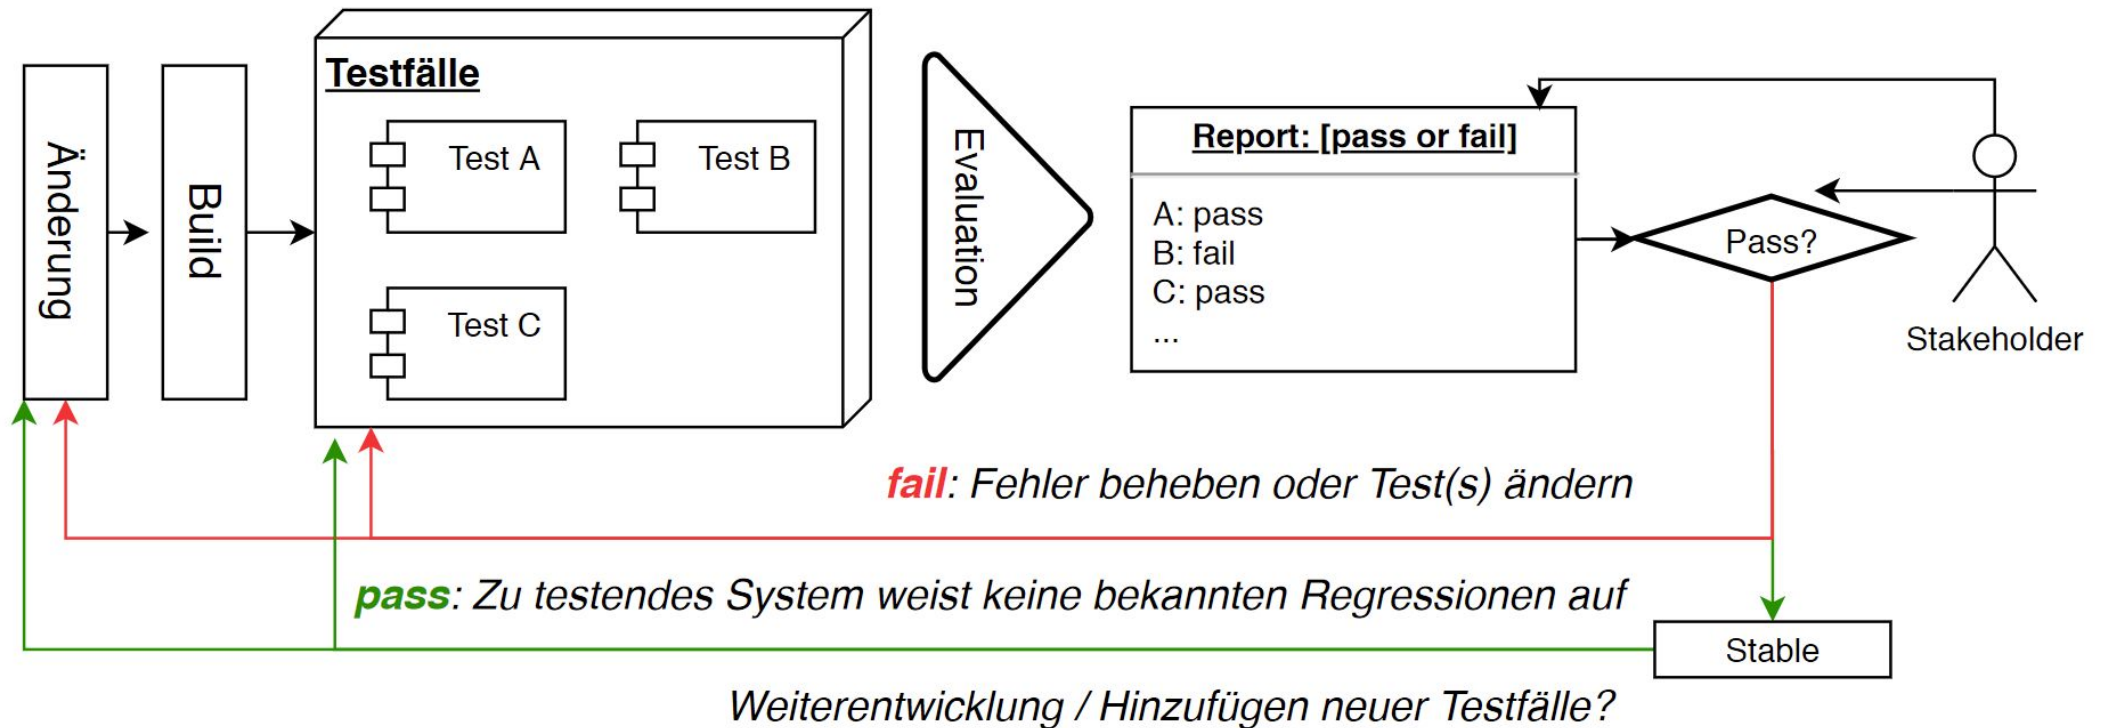 Änderung
Build
Testfälle
Test A
Test B
Test C
Evaluation
Report: [pass or fail]
A: pass
B: fail
C: pass
...
Pass?
Stakeholder
fail: Fehler beheben oder Test(s) ändern
pass: Zu testendes System weist keine bekannten Regressionen auf
Stable
Weiterentwicklung / Hinzufügen neuer Testfälle?